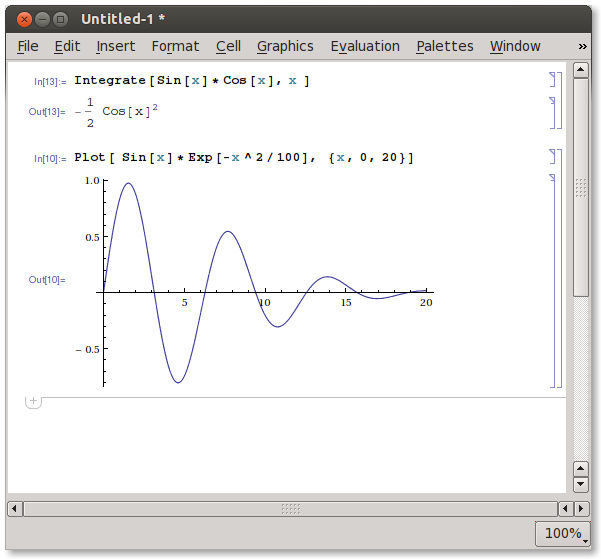 Untitled-1 *
File Edit Insert Format Cell Graphics Evaluation Palettes Window »
In[13]:= Integrate[Sin[x]*Cos[x], x ]
Out[13]= -1/2 Cos[x]²
In[10]:= Plot[ Sin[x]*Exp[-x^2/100], {x, 0, 20}]
1.0
0.5
Out[10]=
5 10 15 20
-0.5
+
100%